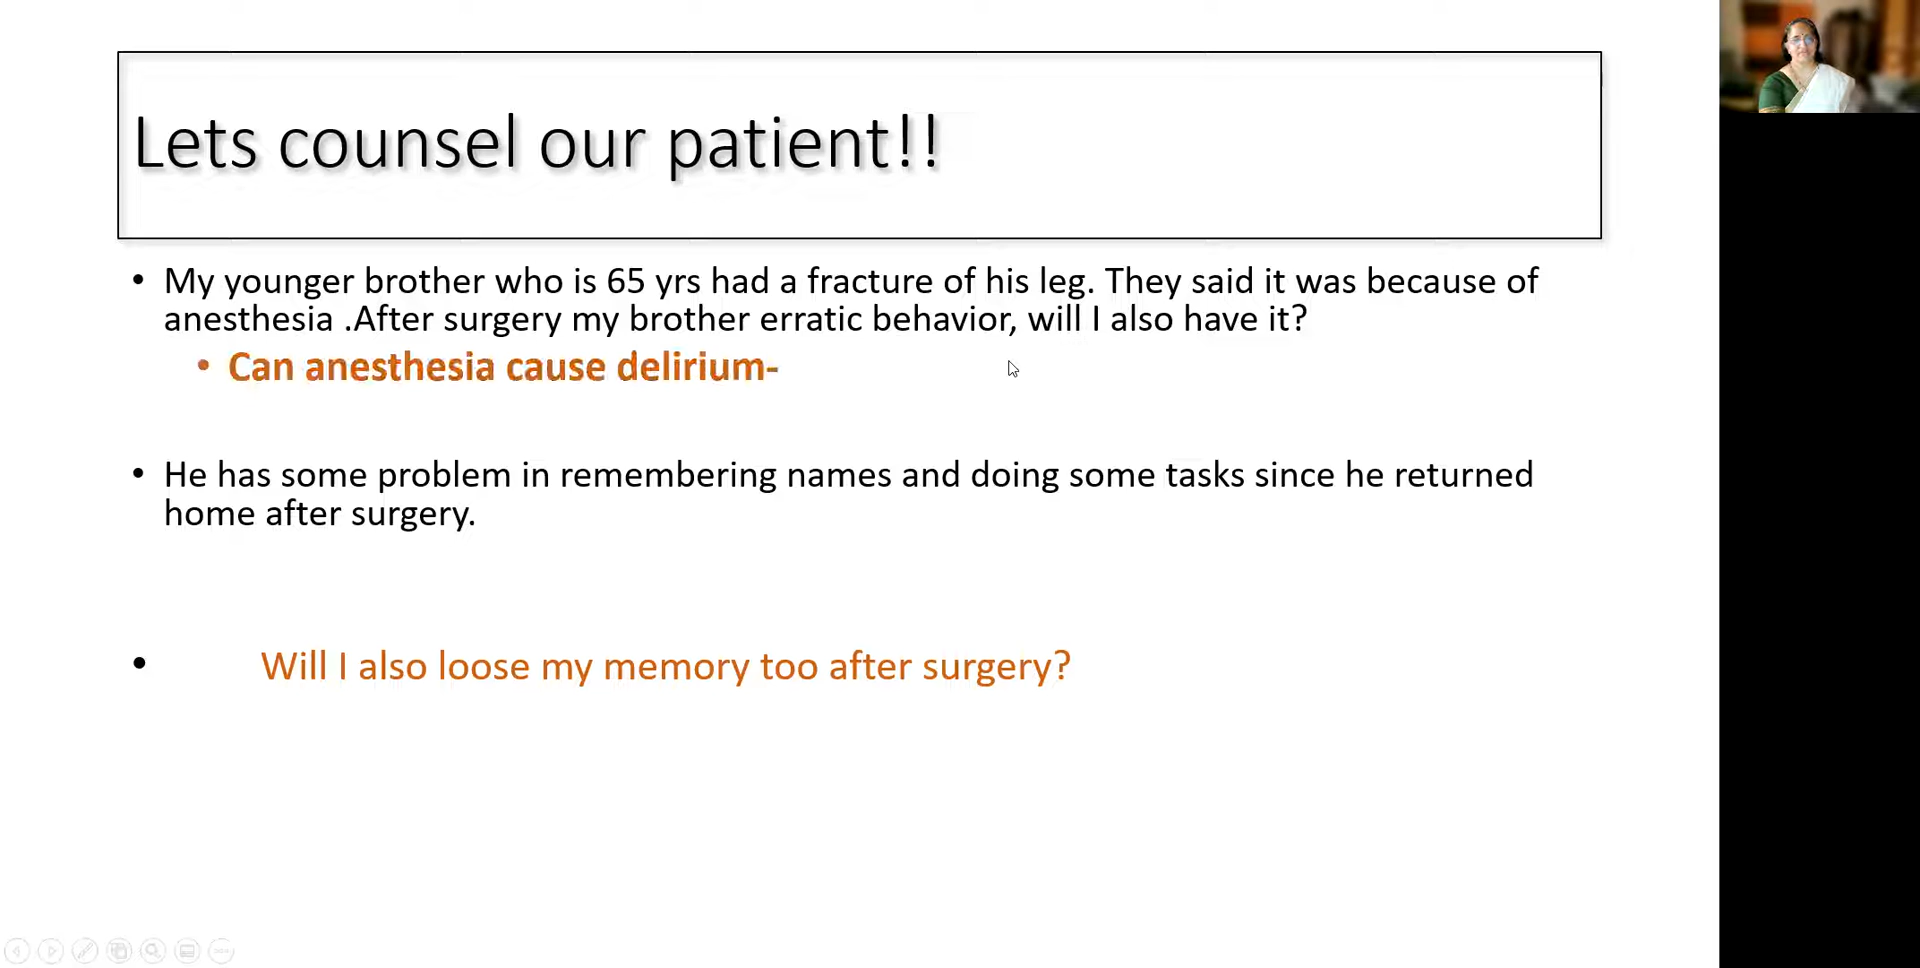 Lets counsel our patient!!
• My younger brother who is 65 yrs had a fracture of his leg. They said it was because of
anesthesia .After surgery my brother erratic behavior, will I also have it?
• Can anesthesia cause delirium-
• He has some problem in remembering names and doing some tasks since he returned
home after surgery.
• Will I also loose my memory too after surgery?